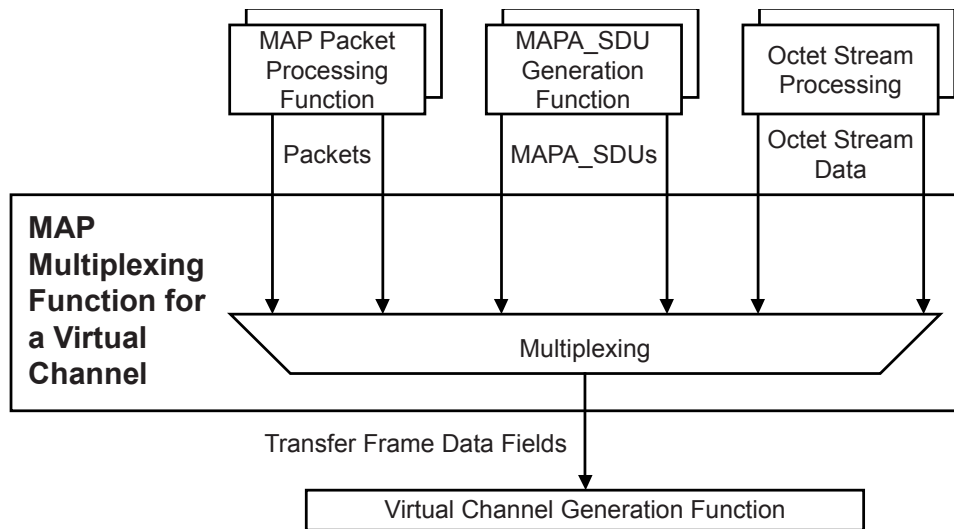 MAP Packet
Processing
Function
MAPA_SDU
Generation
Function
Octet Stream
Processing
Packets
MAPA_SDUs
Octet Stream
Data
MAP
Multiplexing
Function for
a Virtual
Channel
Multiplexing
Transfer Frame Data Fields
Virtual Channel Generation Function